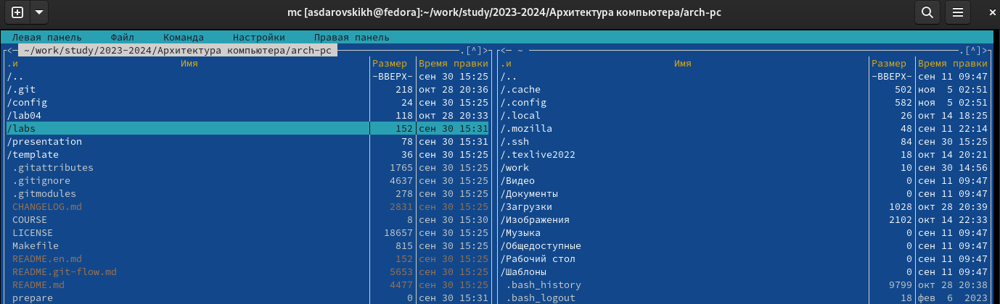 mc [asdarovskikh@fedora]:~/work/study/2023-2024/Архитектура компьютера/arch-pc
Левая панель Файл Команда Настройки Правая панель
<— ~/work/study/2023-2024/Архитектура компьютера/arch-pc .[^]>
.и Имя Размер Время правки
/.. -ВВЕРХ- сен 30 15:25
/.git 218 окт 28 20:36
/config 24 сен 30 15:25
/lab04 118 окт 28 20:33
/labs 152 сен 30 15:31
/presentation 78 сен 30 15:31
/template 36 сен 30 15:25
.gitattributes 1765 сен 30 15:25
.gitignore 4637 сен 30 15:25
.gitmodules 278 сен 30 15:25
CHANGELOG.md 2831 сен 30 15:25
COURSE 8 сен 30 15:30
LICENSE 18657 сен 30 15:25
Makefile 815 сен 30 15:25
README.en.md 152 сен 30 15:25
README.git-flow.md 5653 сен 30 15:25
README.md 4477 сен 30 15:25
prepare 0 сен 30 15:31
<— ~ .[^]>
.и Имя Размер Время правки
/.. -ВВЕРХ- сен 11 09:47
/.cache 502 ноя 5 02:51
/.config 582 ноя 5 02:51
/.local 26 окт 14 18:25
/.mozilla 48 сен 11 22:14
/.ssh 84 сен 30 15:25
/.texlive2022 18 окт 14 20:21
/work 10 сен 30 14:56
/Видео 0 сен 11 09:47
/Документы 0 сен 11 09:47
/Загрузки 1028 окт 28 20:39
/Изображения 2102 окт 14 22:33
/Музыка 0 сен 11 09:47
/Общедоступные 0 сен 11 09:47
/Рабочий стол 0 сен 11 09:47
/Шаблоны 0 сен 11 09:47
.bash_history 9799 окт 28 20:38
.bash_logout 18 фев 6 2023